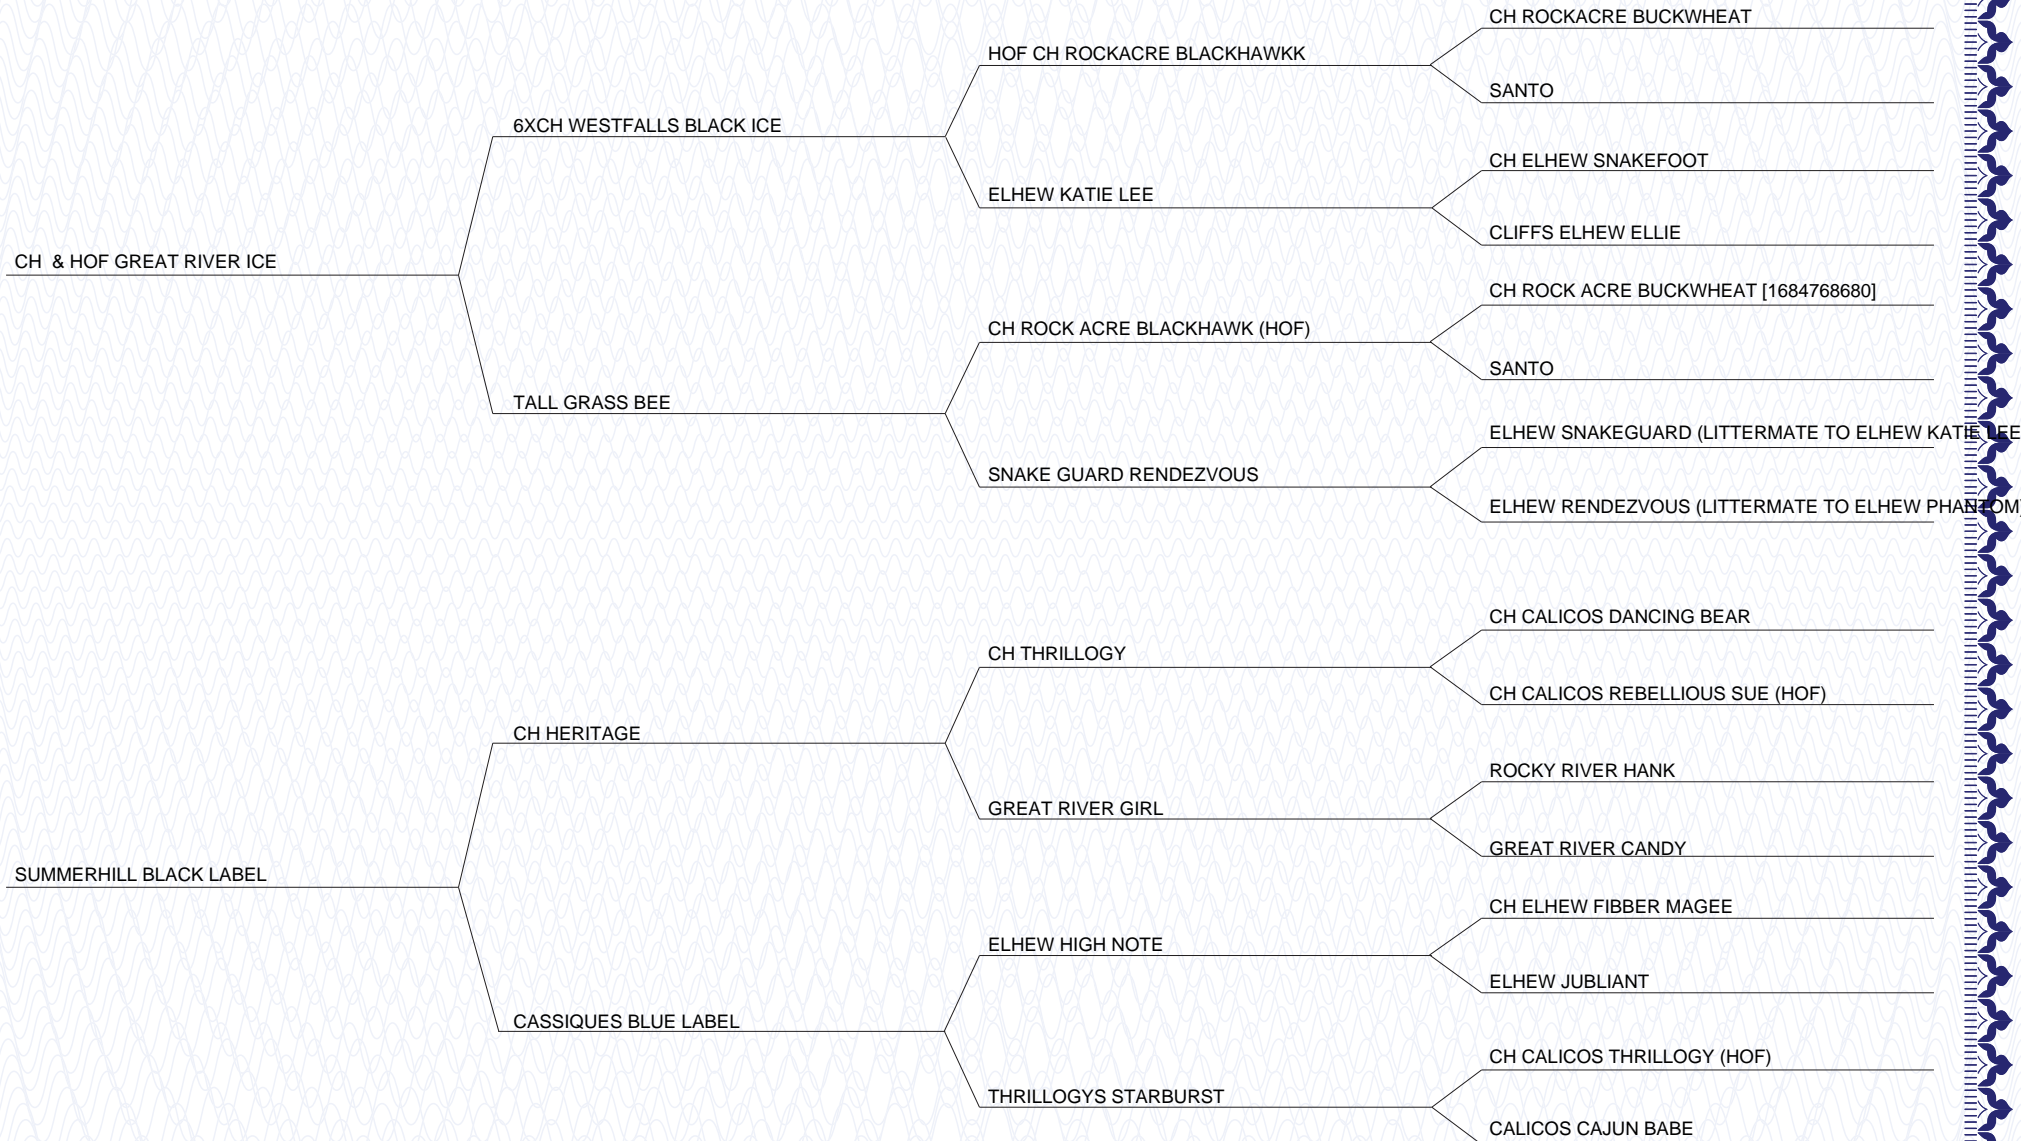 CH ROCKACRE BUCKWHEAT
HOF CH ROCKACRE BLACKHAWKK
SANTO
6XCH WESTFALLS BLACK ICE
CH ELHEW SNAKEFOOT
ELHEW KATIE LEE
CLIFFS ELHEW ELLIE
CH & HOF GREAT RIVER ICE
CH ROCK ACRE BUCKWHEAT [1684768680]
CH ROCK ACRE BLACKHAWK (HOF)
SANTO
TALL GRASS BEE
ELHEW SNAKEGUARD (LITTERMATE TO ELHEW KATIE LEE
SNAKE GUARD RENDEZVOUS
ELHEW RENDEZVOUS (LITTERMATE TO ELHEW PHANTOM)
CH CALICOS DANCING BEAR
CH THRILLOGY
CH CALICOS REBELLIOUS SUE (HOF)
CH HERITAGE
ROCKY RIVER HANK
GREAT RIVER GIRL
GREAT RIVER CANDY
SUMMERHILL BLACK LABEL
CH ELHEW FIBBER MAGEE
ELHEW HIGH NOTE
ELHEW JUBLIANT
CASSIQUES BLUE LABEL
CH CALICOS THRILLOGY (HOF)
THRILLOGYS STARBURST
CALICOS CAJUN BABE